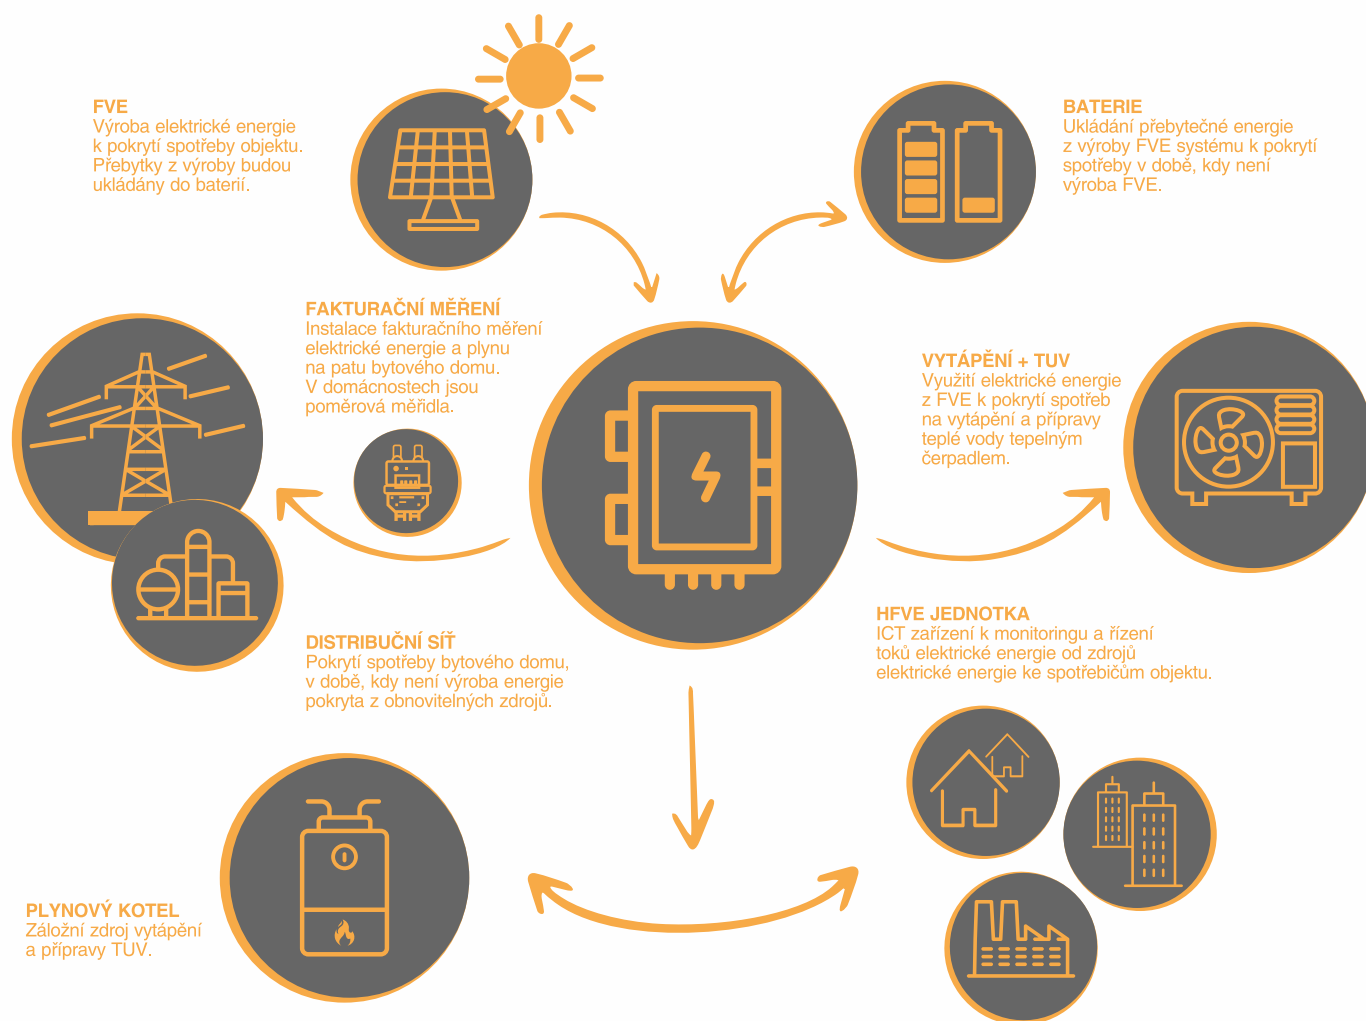 FVE
Výroba elektrické energie
k pokrytí spotřeby objektu.
Přebytky z výroby budou
ukládány do baterií.
BATERIE
Ukládání přebytečné energie
z výroby FVE systému k pokrytí
spotřeby v době, kdy není
výroba FVE.
FAKTURAČNÍ MĚŘENÍ
Instalace fakturačního měření
elektrické energie a plynu
na patu bytového domu.
V domácnostech jsou
poměrová měřidla.
VYTÁPĚNÍ + TUV
Využití elektrické energie
z FVE k pokrytí spotřeb
na vytápění a přípravy
teplé vody tepelným
čerpadlem.
DISTRIBUČNÍ SÍŤ
Pokrytí spotřeby bytového domu,
v době, kdy není výroba energie
pokryta z obnovitelných zdrojů.
HFVE JEDNOTKA
ICT zařízení k monitoringu a řízení
toků elektrické energie od zdrojů
elektrické energie ke spotřebičům objektu.
PLYNOVÝ KOTEL
Záložní zdroj vytápění
a přípravy TUV.